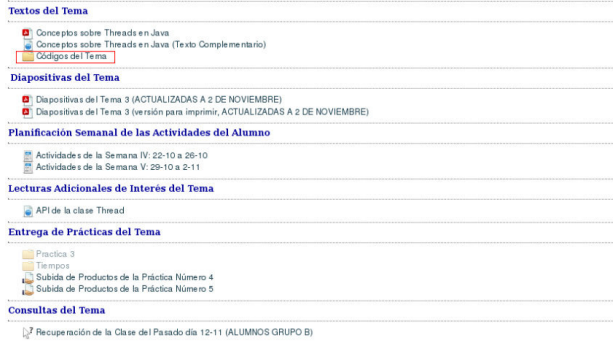 Textos del Tema
Conceptos sobre Threads en Java
Conceptos sobre Threads en Java (Texto Complementario)
Códigos del Tema
Diapositivas del Tema
Diapositivas del Tema 3 (ACTUALIZADAS A 2 DE NOVIEMBRE)
Diapositivas del Tema 3 (versión para imprimir, ACTUALIZADAS A 2 DE NOVIEMBRE)
Planificación Semanal de las Actividades del Alumno
Actividades de la Semana IV: 22-10 a 26-10
Actividades de la Semana V: 29-10 a 2-11
Lecturas Adicionales de Interés del Tema
API de la clase Thread
Entrega de Prácticas del Tema
Practica 3
Tiempos
Subida de Productos de la Práctica Número 4
Subida de Productos de la Práctica Número 5
Consultas del Tema
Recuperación de la Clase del Pasado día 12-11 (ALUMNOS GRUPO B)